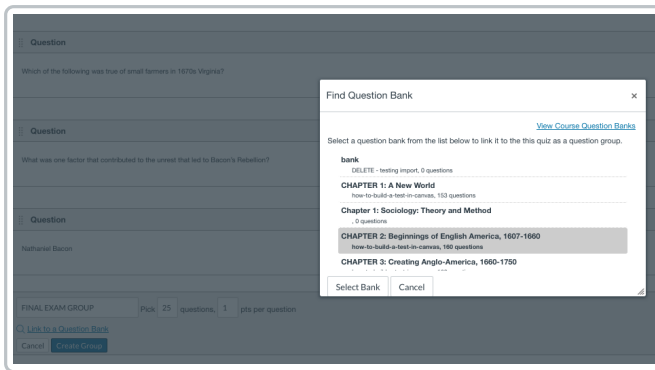 Question
Which of the following was true of small farmers in 1670s Virginia?
Question
What was one factor that contributed to the unrest that led to Bacon's Rebellion?
Question
Nathaniel Bacon
FINAL EXAM GROUP Pick 25 questions, 1 pts per question
Link to a Question Bank
Cancel Create Group
Find Question Bank ×
View Course Question Banks
Select a question bank from the list below to link it to the this quiz as a question group.
bank
DELETE - testing import, 0 questions
CHAPTER 1: A New World
how-to-build-a-test-in-canvas, 153 questions
Chapter 1: Sociology: Theory and Method
, 0 questions
CHAPTER 2: Beginnings of English America, 1607-1660
how-to-build-a-test-in-canvas, 160 questions
CHAPTER 3: Creating Anglo-America, 1660-1750
Select Bank Cancel